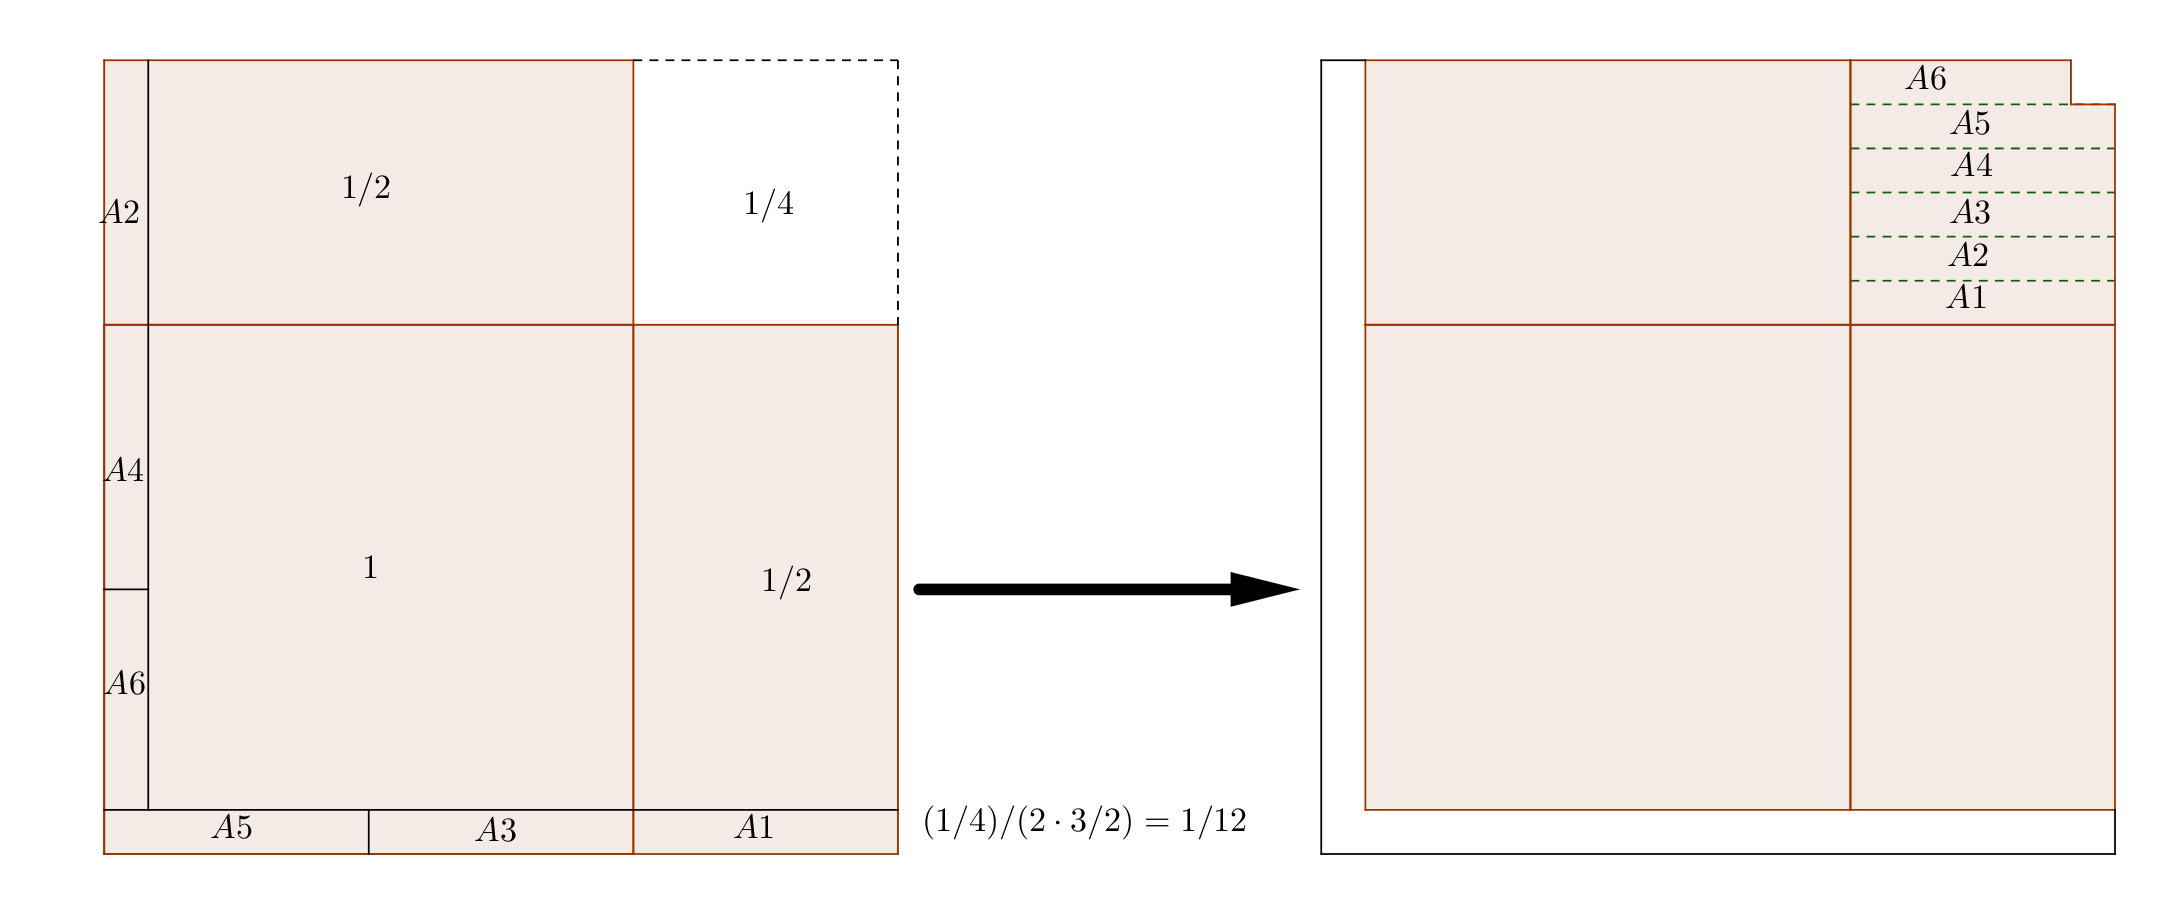 1/2
1/4
A2
A4
1
1/2
A6
A5
A3
A1
(1/4)/(2 · 3/2) = 1/12
A6
A5
A4
A3
A2
A1